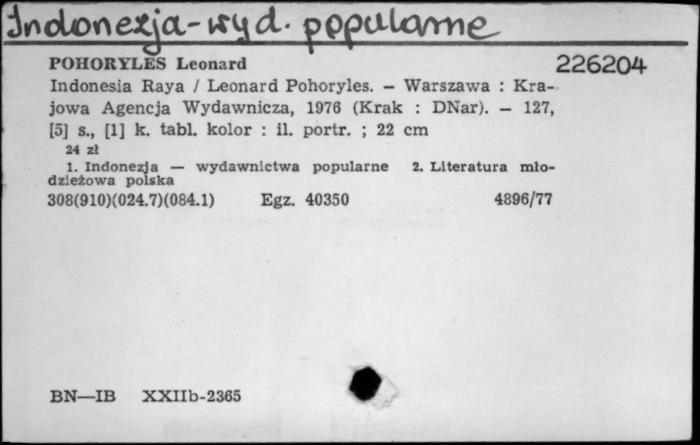 Indonezja-wyd. popularne
POHORYLES Leonard 226204
Indonesia Raya / Leonard Pohoryles. — Warszawa : Kra-
jowa Agencja Wydawnicza, 1976 (Krak : DNar). — 127,
[5] s., [1] k. tabl. kolor : il. portr. ; 22 cm
24 zł
1. Indonezja — wydawnictwa popularne 2. Literatura mło-
dzieżowa polska
308(910)(024.7)(084.1) Egz. 40350 4896/77
BN—IB XXIIb-2365